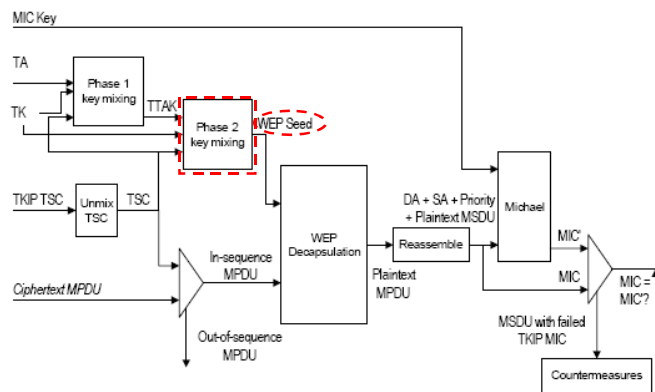 MIC Key
TA
TK
Phase 1
key mixing
TTAK
Phase 2
key mixing
WEP Seed
TKIP TSC
Unmix
TSC
TSC
Ciphertext MPDU
In-sequence
MPDU
Out-of-sequence
MPDU
WEP
Decapsulation
Plaintext
MPDU
DA + SA + Priority
+ Plaintext MSDU
Reassemble
Michael
MIC'
MIC
MIC =
MIC'?
MSDU with failed
TKIP MIC
Countermeasures